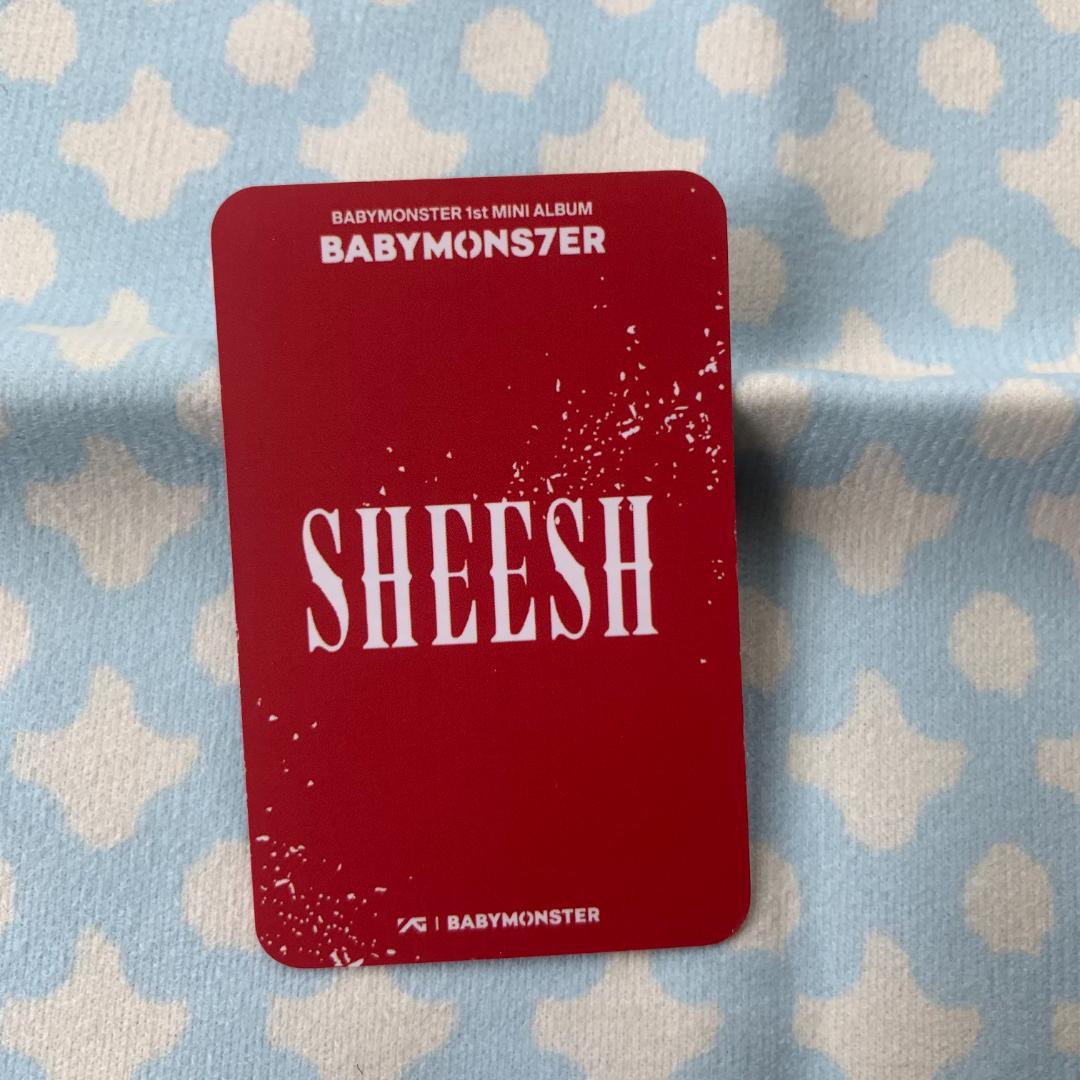 BABYMONSTER 1st MINI ALBUM
BABYMONS7ER
SHEESH
YG | BABYMONSTER